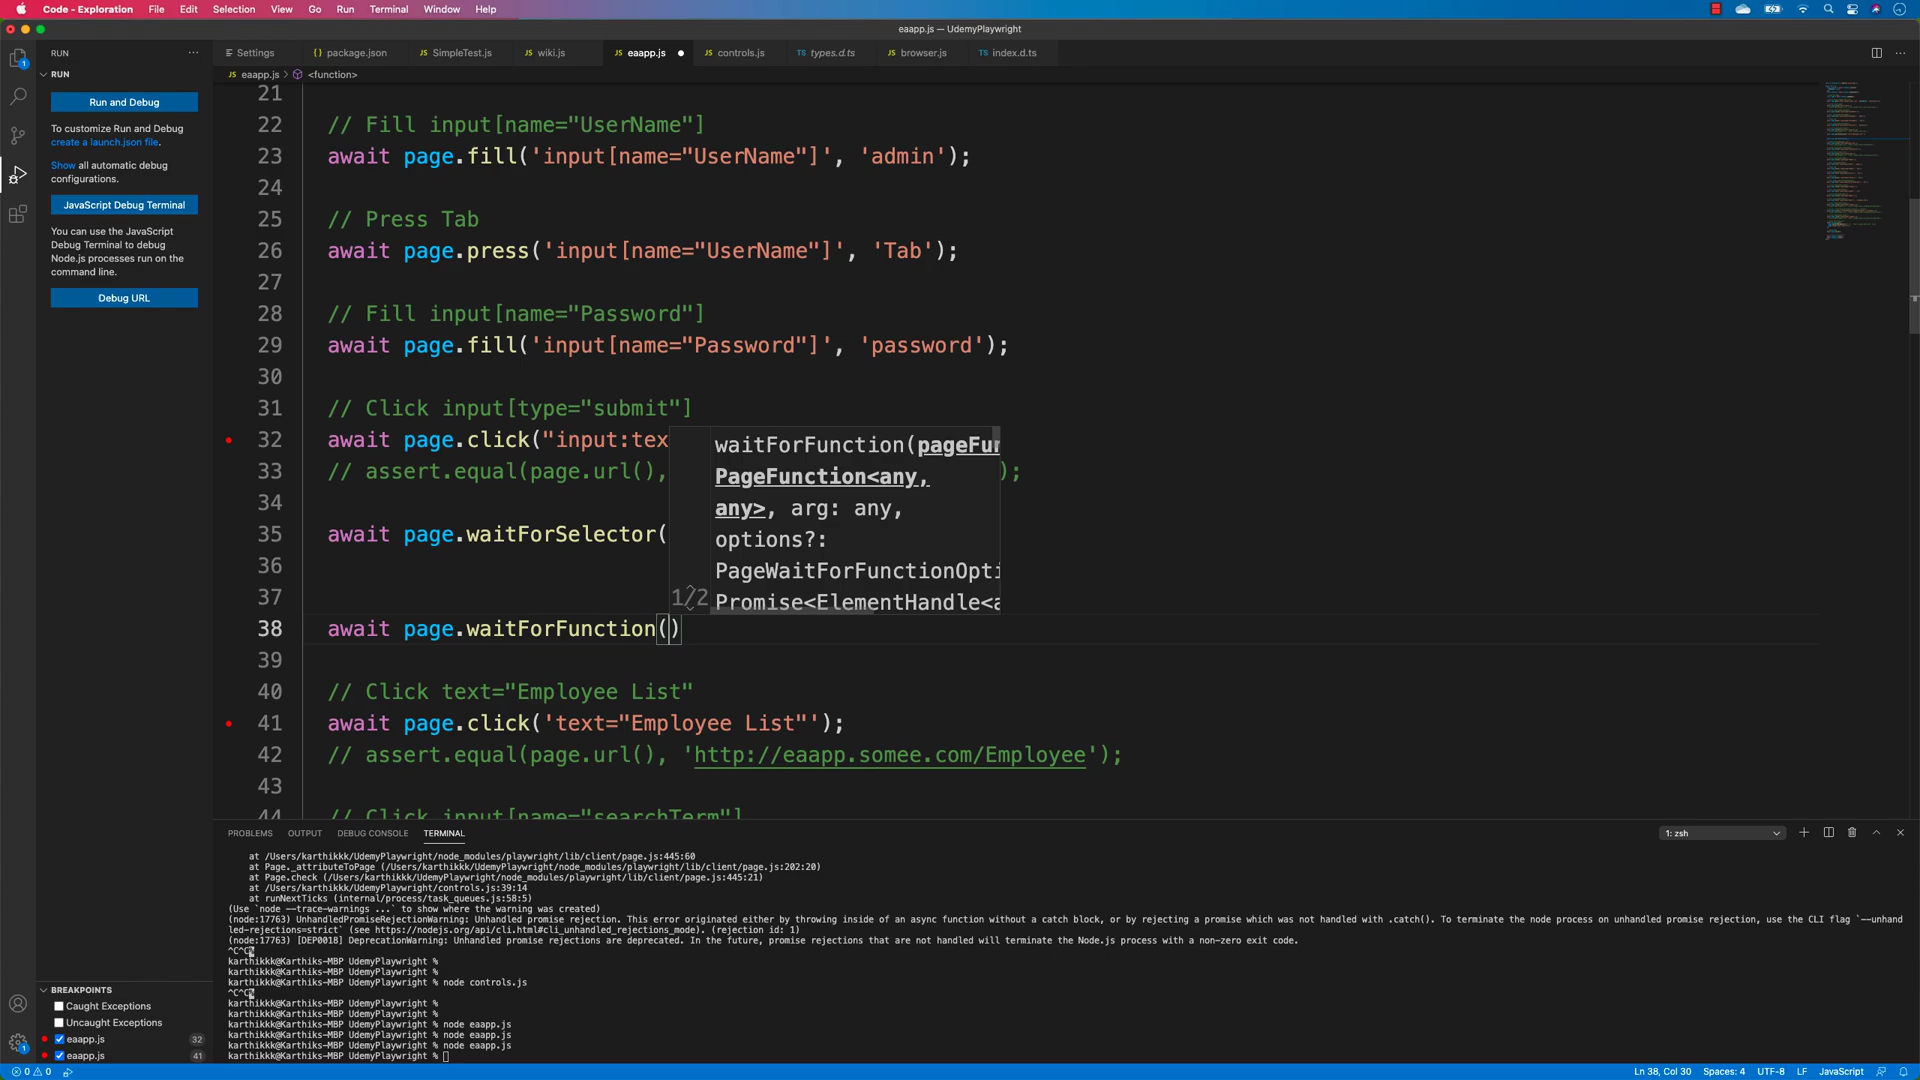 Code - Exploration File Edit Selection View Go Run Terminal Window Help
eaapp.js — UdemyPlaywright
RUN
Settings
{} package.json
JS SimpleTest.js
JS wiki.js
JS eaapp.js
JS controls.js
TS types.d.ts
JS browser.js
TS index.d.ts
JS eaapp.js > <function>
RUN
Run and Debug
To customize Run and Debug
create a launch.json file.
Show all automatic debug
configurations.
JavaScript Debug Terminal
You can use the JavaScript
Debug Terminal to debug
Node.js processes run on the
command line.
Debug URL
21
22 // Fill input[name="UserName"]
23 await page.fill('input[name="UserName"]', 'admin');
24
25 // Press Tab
26 await page.press('input[name="UserName"]', 'Tab');
27
28 // Fill input[name="Password"]
29 await page.fill('input[name="Password"]', 'password');
30
31 // Click input[type="submit"]
32 await page.click("input:tex
33 // assert.equal(page.url(), );
34
35 await page.waitForSelector(
36
37
38 await page.waitForFunction()
39
40 // Click text="Employee List"
41 await page.click('text="Employee List"');
42 // assert.equal(page.url(), 'http://eaapp.somee.com/Employee');
43
44 // Click input[name="searchTerm"]
waitForFunction(pageFun
PageFunction<any,
any>, arg: any,
options?:
PageWaitForFunctionOpti
1/2 Promise<ElementHandle<a
PROBLEMS OUTPUT DEBUG CONSOLE TERMINAL
1: zsh
at /Users/karthikkk/UdemyPlaywright/node_modules/playwright/lib/client/page.js:445:60
at Page._attributeToPage (/Users/karthikkk/UdemyPlaywright/node_modules/playwright/lib/client/page.js:202:20)
at Page.check (/Users/karthikkk/UdemyPlaywright/node_modules/playwright/lib/client/page.js:445:21)
at /Users/karthikkk/UdemyPlaywright/controls.js:39:14
at runNextTicks (internal/process/task_queues.js:58:5)
(Use `node --trace-warnings ...` to show where the warning was created)
(node:17763) UnhandledPromiseRejectionWarning: Unhandled promise rejection. This error originated either by throwing inside of an async function without a catch block, or by rejecting a promise which was not handled with .catch(). To terminate the node process on unhandled promise rejection, use the CLI flag `--unhand
led-rejections=strict` (see https://nodejs.org/api/cli.html#cli_unhandled_rejections_mode). (rejection id: 1)
(node:17763) [DEP0018] DeprecationWarning: Unhandled promise rejections are deprecated. In the future, promise rejections that are not handled will terminate the Node.js process with a non-zero exit code.
^C^C%
karthikkk@Karthiks-MBP UdemyPlaywright %
karthikkk@Karthiks-MBP UdemyPlaywright %
karthikkk@Karthiks-MBP UdemyPlaywright % node controls.js
^C^C%
karthikkk@Karthiks-MBP UdemyPlaywright %
karthikkk@Karthiks-MBP UdemyPlaywright %
karthikkk@Karthiks-MBP UdemyPlaywright % node eaapp.js
karthikkk@Karthiks-MBP UdemyPlaywright % node eaapp.js
karthikkk@Karthiks-MBP UdemyPlaywright % node eaapp.js
karthikkk@Karthiks-MBP UdemyPlaywright %
BREAKPOINTS
Caught Exceptions
Uncaught Exceptions
eaapp.js 32
eaapp.js 41
0 0
Ln 38, Col 30 Spaces: 4 UTF-8 LF JavaScript